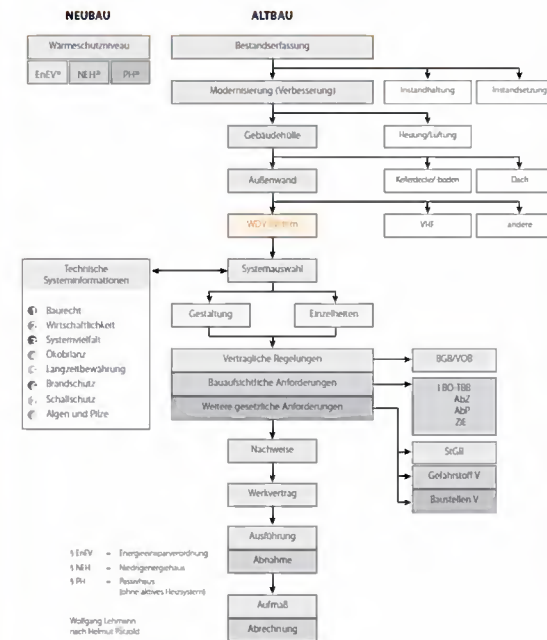 NEUBAU
ALTBAU
Wärmeschutzniveau
EnEV
NEH
PH
Bestandserfassung
Modernisierung (Verbesserung)
Instandhaltung
Instandsetzung
Gebäudehülle
Heizung/Lüftung
Außenwand
Kellerdecke/-boden
Dach
VHF
andere
Technische
Systeminformationen
Systemauswahl
Baurecht
Wirtschaftlichkeit
Systemvielfalt
Ökobilanz
Langzeitbewährung
Brandschutz
Schallschutz
Algen und Pilze
Gestaltung
Einzelheiten
Vertragliche Regelungen
BGB/VOB
Bauaufsichtliche Anforderungen
LBO-TBB
AbZ
AbP
ZiE
Weitere gesetzliche Anforderungen
StGB
Gefahrstoff V
Baustellen V
Nachweise
Werkvertrag
Ausführung
Abnahme
Aufmaß
Abrechnung
EnEV = Energieeinsparverordnung
NEH = Niedrigenergiehaus
PH = Passivhaus
(ohne aktives Heizsystem)
Wolfgang Lehmann
nach Helmut